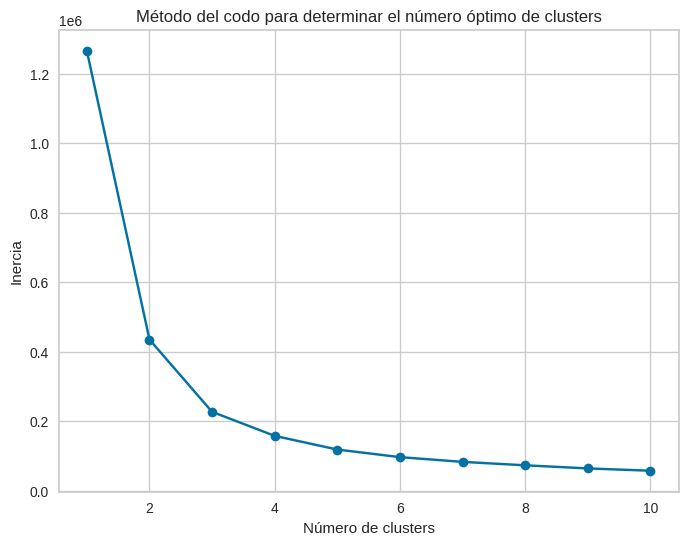 Método del codo para determinar el número óptimo de clusters
1e6
1.2
1.0
0.8
0.6
0.4
0.2
0.0
Inercia
2 4 6 8 10
Número de clusters